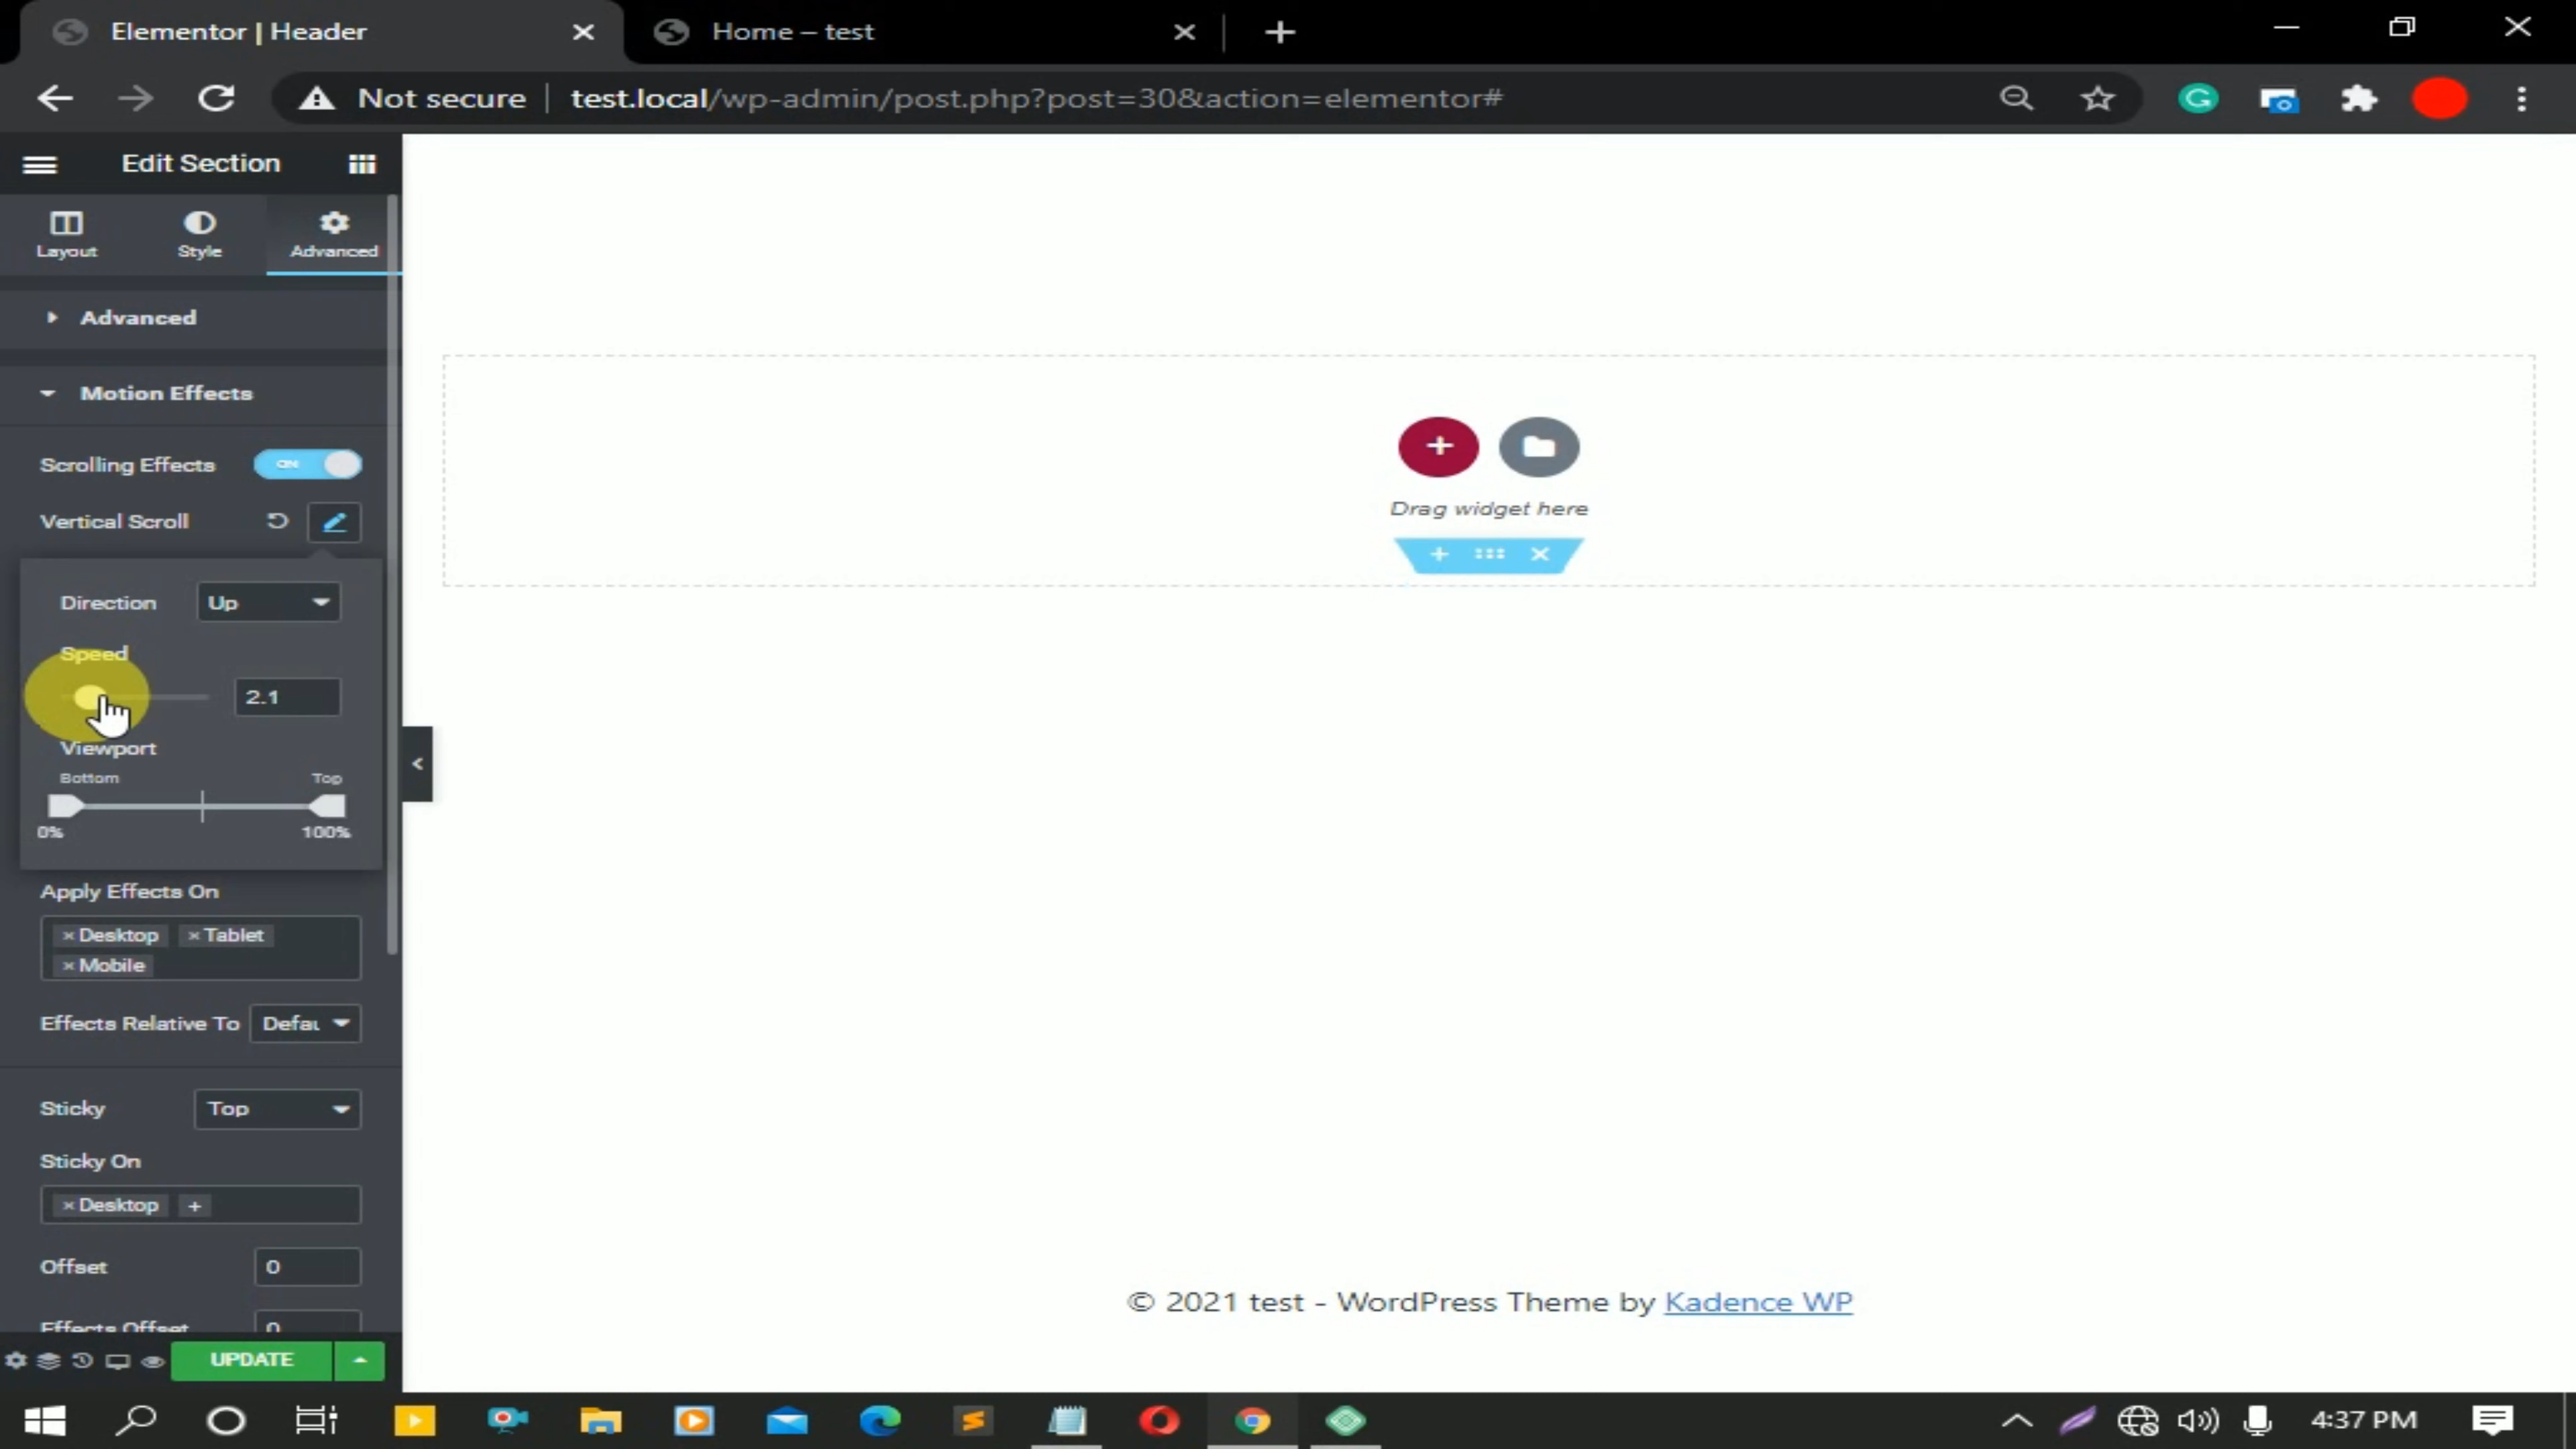 Elementor | Header
Home – test
Not secure
test.local/wp-admin/post.php?post=30&action=elementor#
Edit Section
Layout
Style
Advanced
Advanced
Motion Effects
Scrolling Effects
ON
Vertical Scroll
Direction
Up
Speed
2.1
Viewport
Bottom
Top
0%
100%
Apply Effects On
× Desktop × Tablet
× Mobile
Effects Relative To
Defau
Sticky
Top
Sticky On
× Desktop +
Offset
0
Effects Offset
0
UPDATE
Drag widget here
© 2021 test - WordPress Theme by Kadence WP
4:37 PM